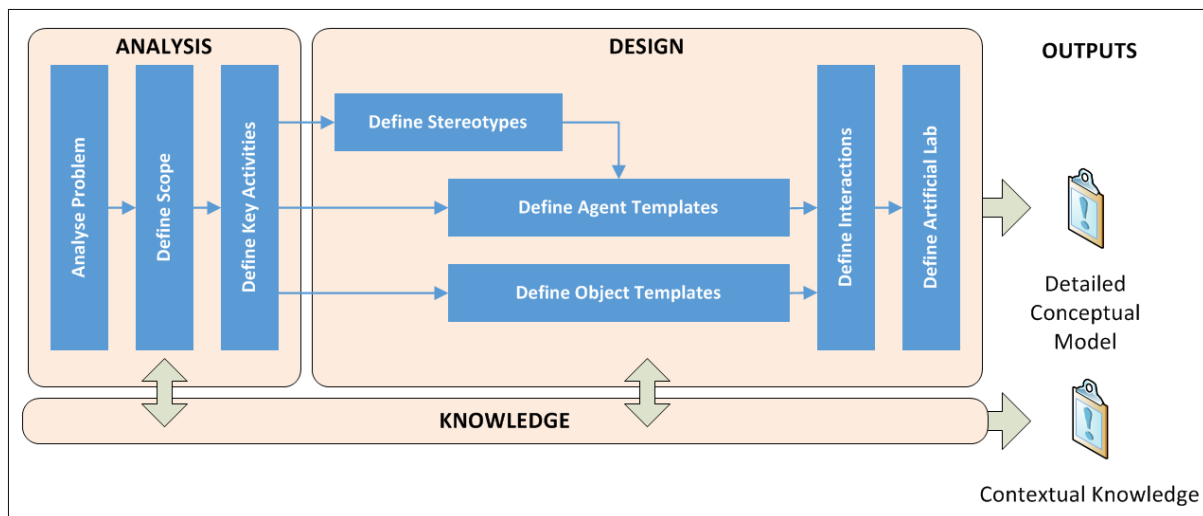 ANALYSIS
Analyse Problem
Define Scope
Define Key Activities
DESIGN
Define Stereotypes
Define Agent Templates
Define Object Templates
Define Interactions
Define Artificial Lab
OUTPUTS
Detailed
Conceptual
Model
KNOWLEDGE
Contextual Knowledge